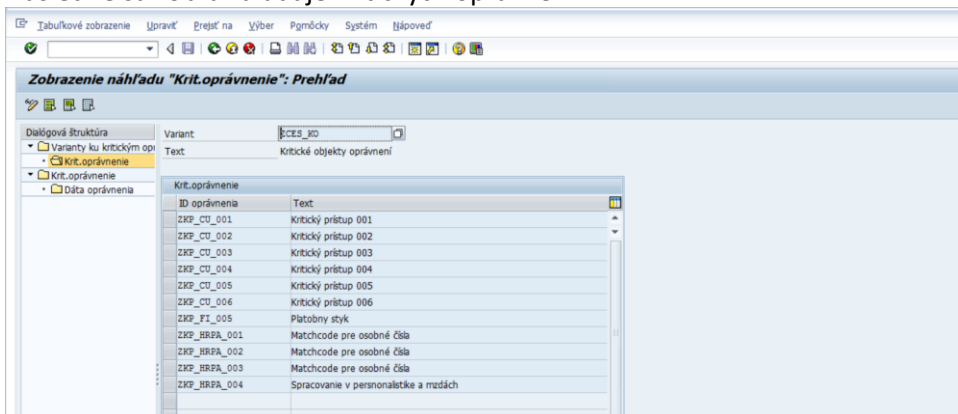 Tabuľkové zobrazenie Upraviť Prejsť na Výber Pomôcky Systém Nápoveď
Zobrazenie náhľadu "Krit.oprávnenie": Prehľad
Dialógová štruktúra
Varianty ku kritickým opr
Krit.oprávnenie
Krit.oprávnenie
Dáta oprávnenia
Variant ZCES_KO
Text Kritické objekty oprávnení
Krit.oprávnenie
ID oprávnenia Text
ZKP_CU_001 Kritický prístup 001
ZKP_CU_002 Kritický prístup 002
ZKP_CU_003 Kritický prístup 003
ZKP_CU_004 Kritický prístup 004
ZKP_CU_005 Kritický prístup 005
ZKP_CU_006 Kritický prístup 006
ZKP_FI_005 Platobny styk
ZKP_HRPA_001 Matchcode pre osobné čísla
ZKP_HRPA_002 Matchcode pre osobné čísla
ZKP_HRPA_003 Matchcode pre osobné čísla
ZKP_HRPA_004 Spracovanie v personalistike a mzdách